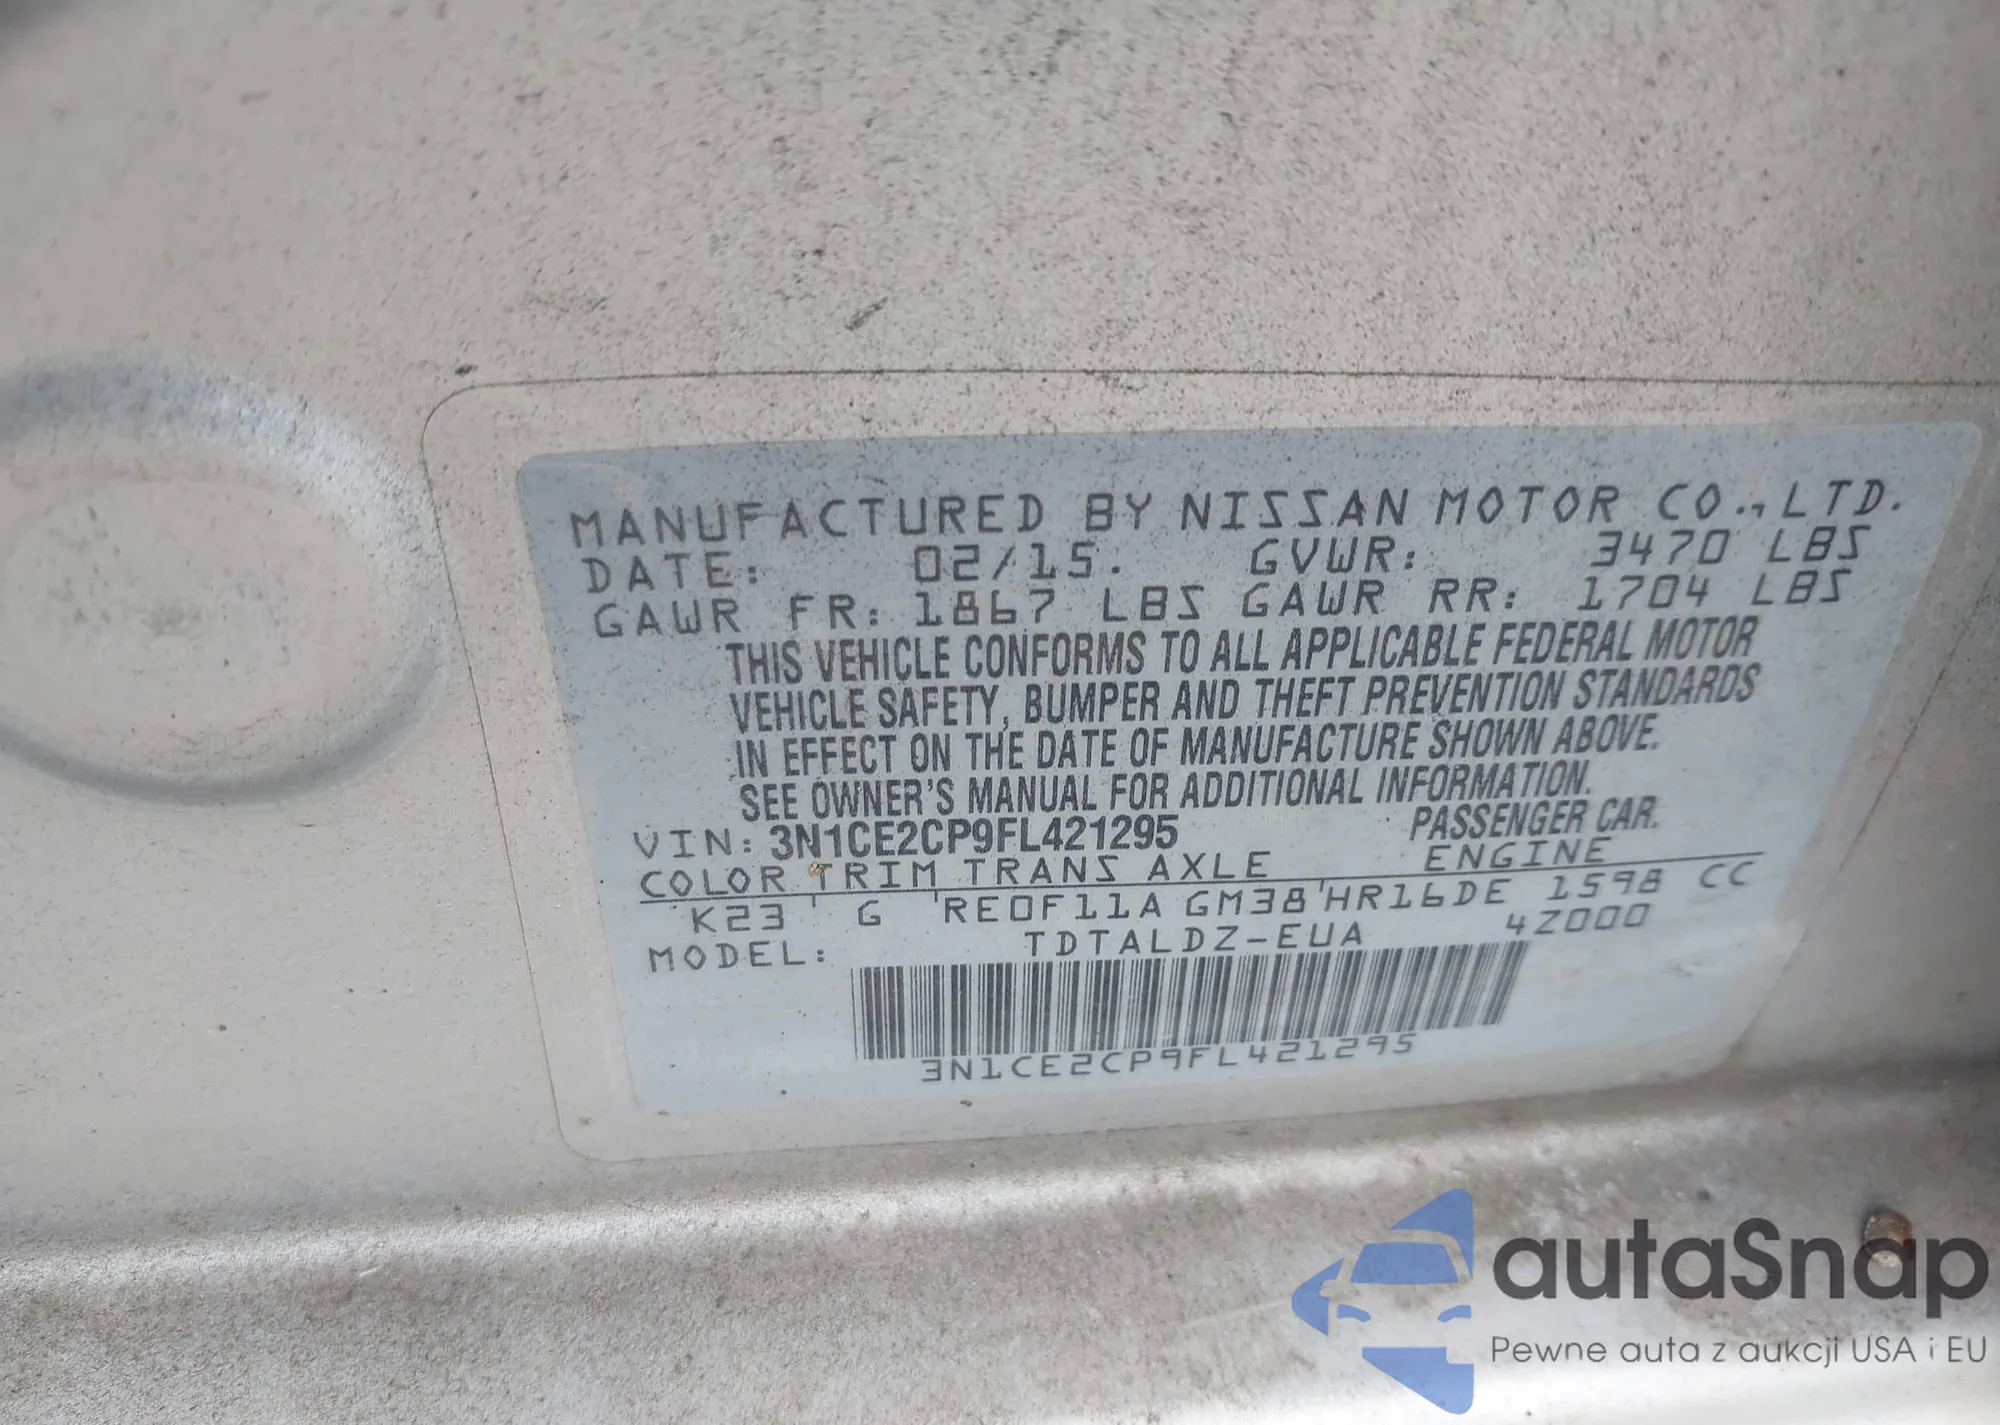 MANUFACTURED BY NISSAN MOTOR CO., LTD.
DATE: 02/15. GVWR: 3470 LBS
GAWR FR: 1867 LBS GAWR RR: 1704 LBS
THIS VEHICLE CONFORMS TO ALL APPLICABLE FEDERAL MOTOR
VEHICLE SAFETY, BUMPER AND THEFT PREVENTION STANDARDS
IN EFFECT ON THE DATE OF MANUFACTURE SHOWN ABOVE.
SEE OWNER'S MANUAL FOR ADDITIONAL INFORMATION.
VIN: 3N1CE2CP9FL421295 PASSENGER CAR.
COLOR TRIM TRANS AXLE ENGINE
K23 G RE0F11A GM38 HR16DE 1598 CC
MODEL: TDTALDZ-EUA 4Z000
3N1CE2CP9FL421295
autaSnap
Pewne auta z aukcji USA i EU